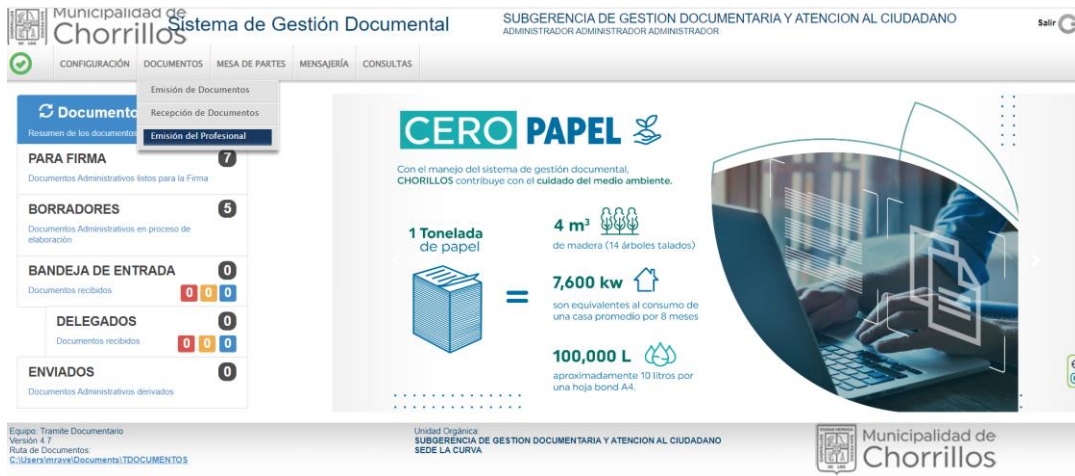 Municipalidad de
Chorrillos
Sistema de Gestión Documental
SUBGERENCIA DE GESTION DOCUMENTARIA Y ATENCION AL CIUDADANO
ADMINISTRADOR ADMINISTRADOR ADMINISTRADOR
Salir
CONFIGURACIÓN DOCUMENTOS MESA DE PARTES MENSAJERÍA CONSULTAS
Emisión de Documentos
Recepción de Documentos
Emisión del Profesional
Documento
Resumen de los documentos
PARA FIRMA 7
Documentos Administrativos listos para la Firma
BORRADORES 5
Documentos Administrativos en proceso de
elaboración
BANDEJA DE ENTRADA 0
Documentos recibidos 0 0 0
DELEGADOS 0
Documentos recibidos 0 0 0
ENVIADOS 0
Documentos Administrativos derivados
CERO PAPEL
Con el manejo del sistema de gestión documental,
CHORILLOS contribuye con el cuidado del medio ambiente.
1 Tonelada
de papel
=
4 m³
de madera (14 árboles talados)
7,600 kw
son equivalentes al consumo de
una casa promedio por 8 meses
100,000 L
aproximadamente 10 litros por
una hoja bond A4.
Equipo: Tramite Documentario
Versión 4.7
Ruta de Documentos:
C:\Users\mrave\Documents\TDOCUMENTOS
Unidad Orgánica:
SUBGERENCIA DE GESTION DOCUMENTARIA Y ATENCION AL CIUDADANO
SEDE LA CURVA
Municipalidad de
Chorrillos